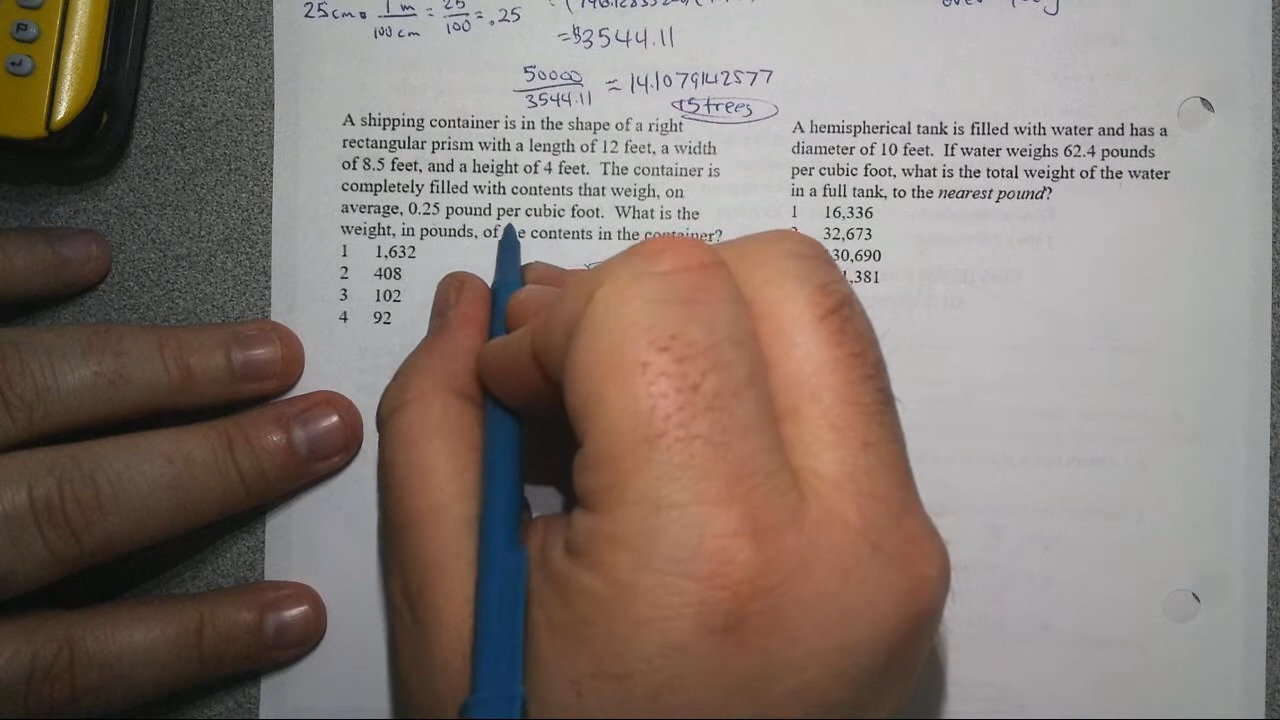 25cm · 1 m / 100 cm = 25 / 100 = .25
= $3544.11
50000 / 3544.11 ≈ 14.1079142577
15 trees
A shipping container is in the shape of a right
rectangular prism with a length of 12 feet, a width
of 8.5 feet, and a height of 4 feet. The container is
completely filled with contents that weigh, on
average, 0.25 pound per cubic foot. What is the
weight, in pounds, of contents in the container?
1 1,632
2 408
3 102
4 92
A hemispherical tank is filled with water and has a
diameter of 10 feet. If water weighs 62.4 pounds
per cubic foot, what is the total weight of the water
in a full tank, to the nearest pound?
1 16,336
32,673
30,690
,381